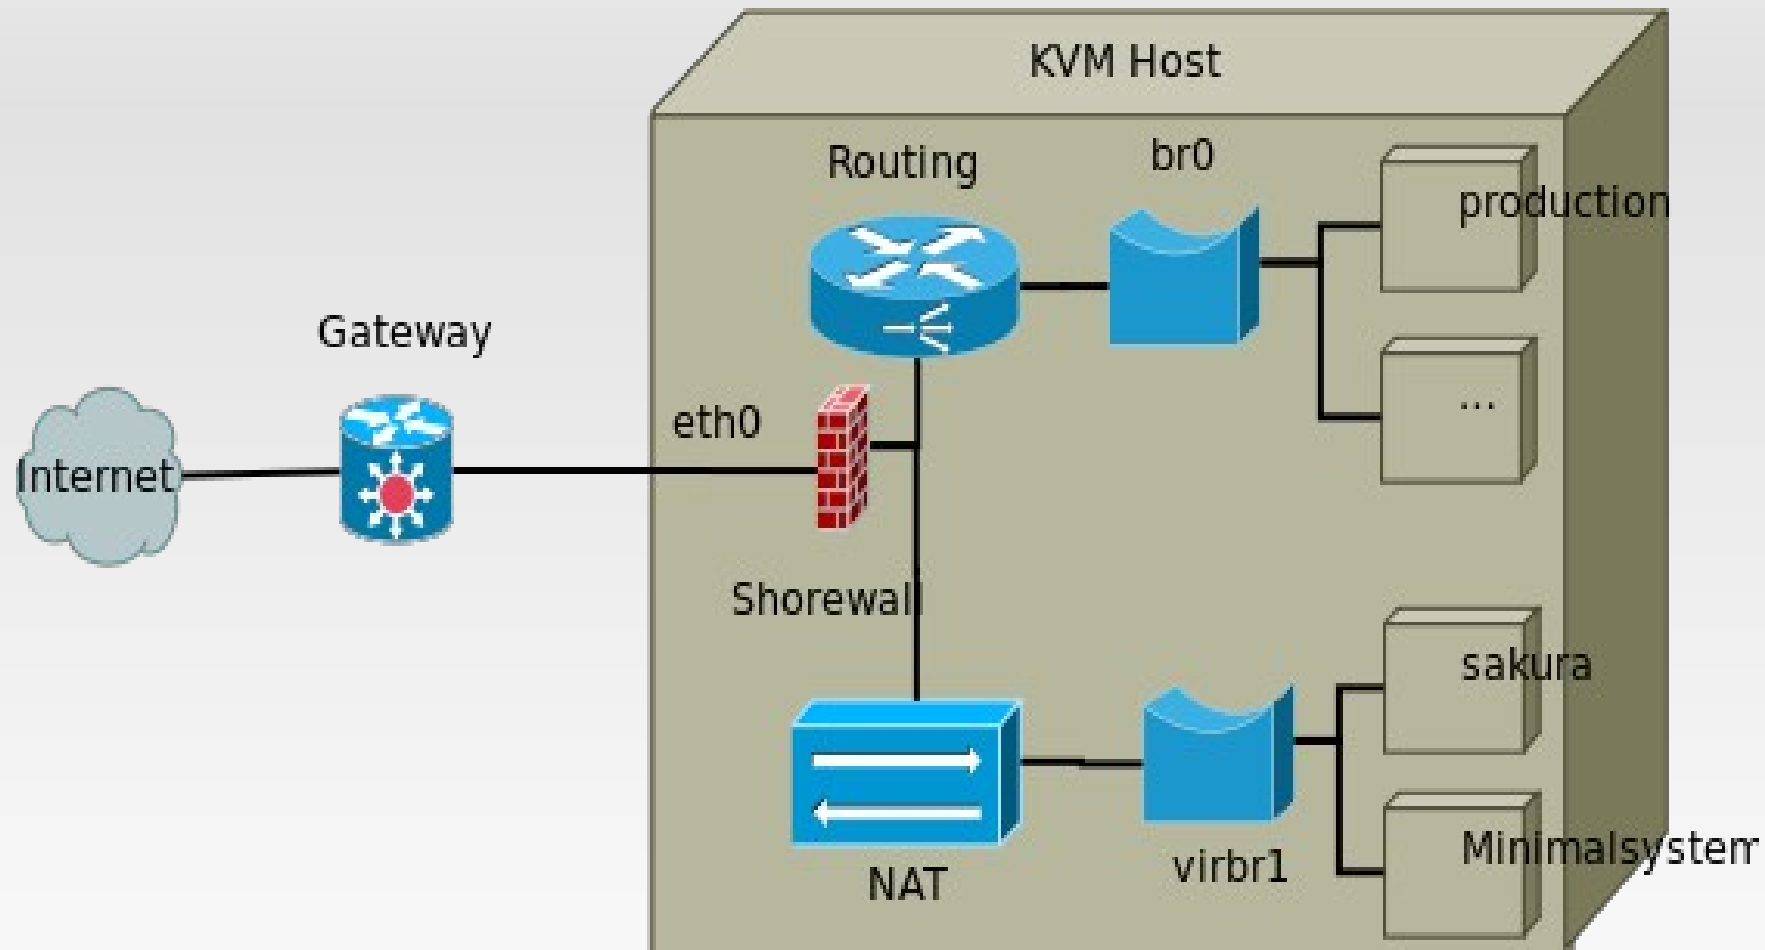 KVM Host
Routing
br0
production
Gateway
eth0
...
Internet
Shorewall
sakura
NAT
virbr1
Minimalsystem